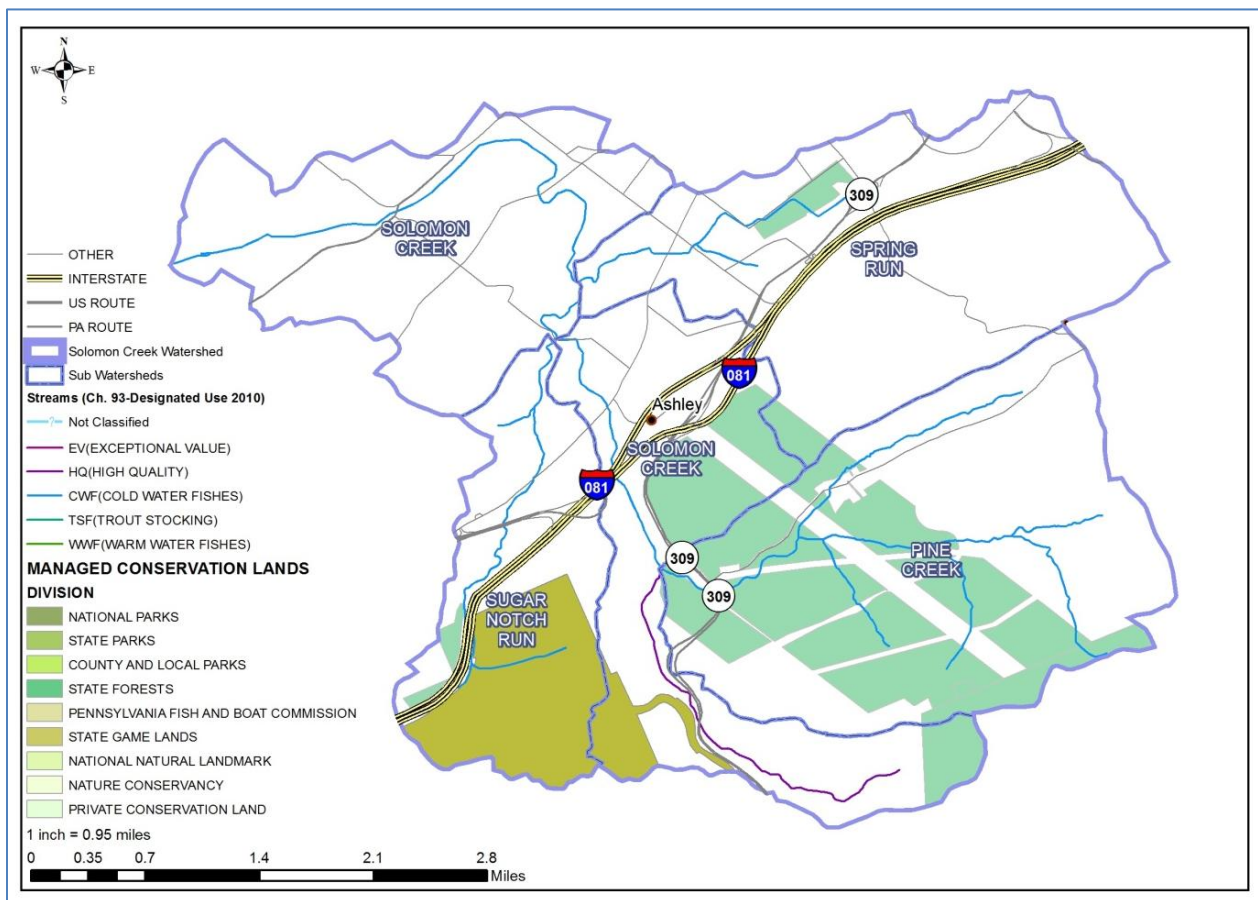 N
W E
S
309
SOLOMON
CREEK
SPRING
RUN
OTHER
INTERSTATE
US ROUTE
PA ROUTE
Solomon Creek Watershed
Sub Watersheds
Streams (Ch. 93-Designated Use 2010)
?
Not Classified
EV(EXCEPTIONAL VALUE)
HQ(HIGH QUALITY)
CWF(COLD WATER FISHES)
TSF(TROUT STOCKING)
WWF(WARM WATER FISHES)
MANAGED CONSERVATION LANDS
DIVISION
NATIONAL PARKS
STATE PARKS
COUNTY AND LOCAL PARKS
STATE FORESTS
PENNSYLVANIA FISH AND BOAT COMMISSION
STATE GAME LANDS
NATIONAL NATURAL LANDMARK
NATURE CONSERVANCY
PRIVATE CONSERVATION LAND
081
Ashley
SOLOMON
CREEK
081
309
309
PINE
CREEK
SUGAR
NOTCH
RUN
1 inch = 0.95 miles
0 0.35 0.7 1.4 2.1 2.8
Miles